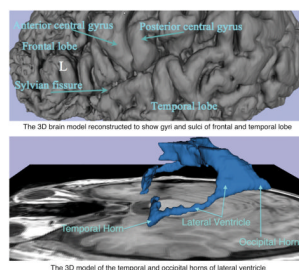 Anterior central gyrus Posterior central gyrus
Frontal lobe
L
Sylvian fissure
Temporal lobe
The 3D brain model reconstructed to show gyri and sulci of frontal and temporal lobe
Temporal Horn
Lateral Ventricle
Occipital Horn
The 3D model of the temporal and occipital horns of lateral ventricle